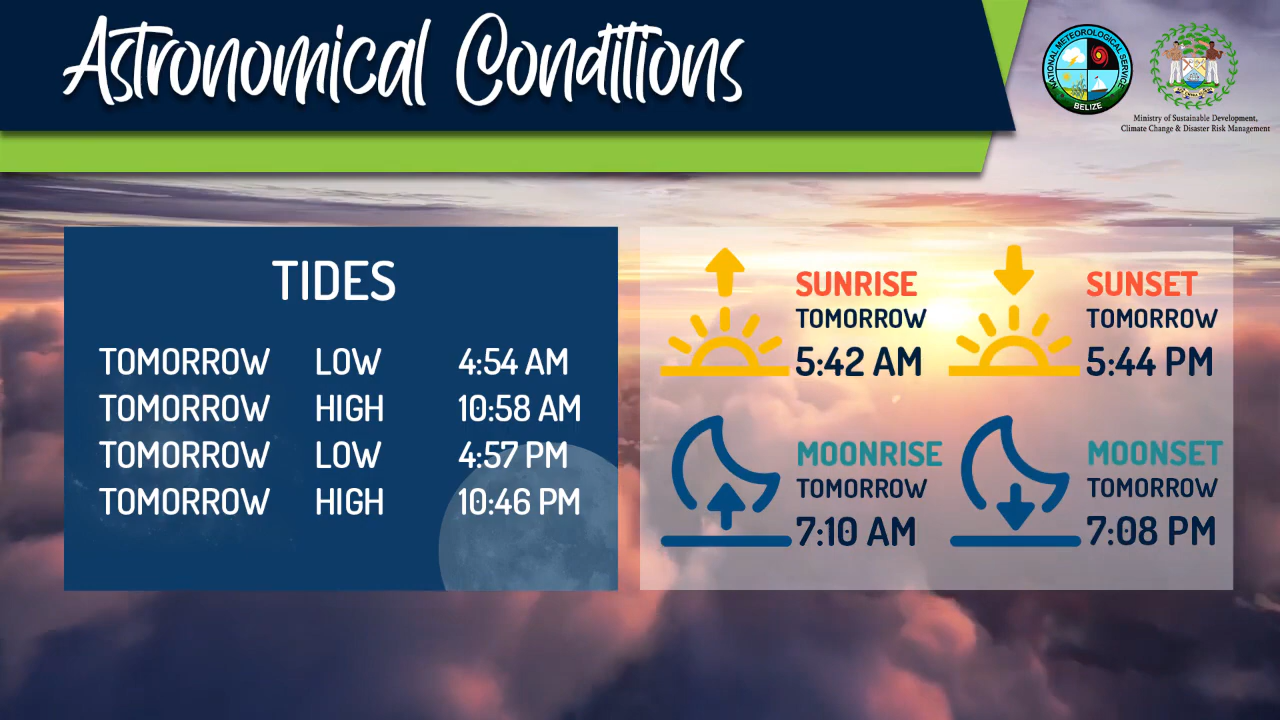 Astronomical Conditions
NATIONAL METEOROLOGICAL SERVICE
BELIZE
Ministry of Sustainable Development,
Climate Change & Disaster Risk Management
TIDES
TOMORROW LOW 4:54 AM
TOMORROW HIGH 10:58 AM
TOMORROW LOW 4:57 PM
TOMORROW HIGH 10:46 PM
SUNRISE
TOMORROW
5:42 AM
SUNSET
TOMORROW
5:44 PM
MOONRISE
TOMORROW
7:10 AM
MOONSET
TOMORROW
7:08 PM